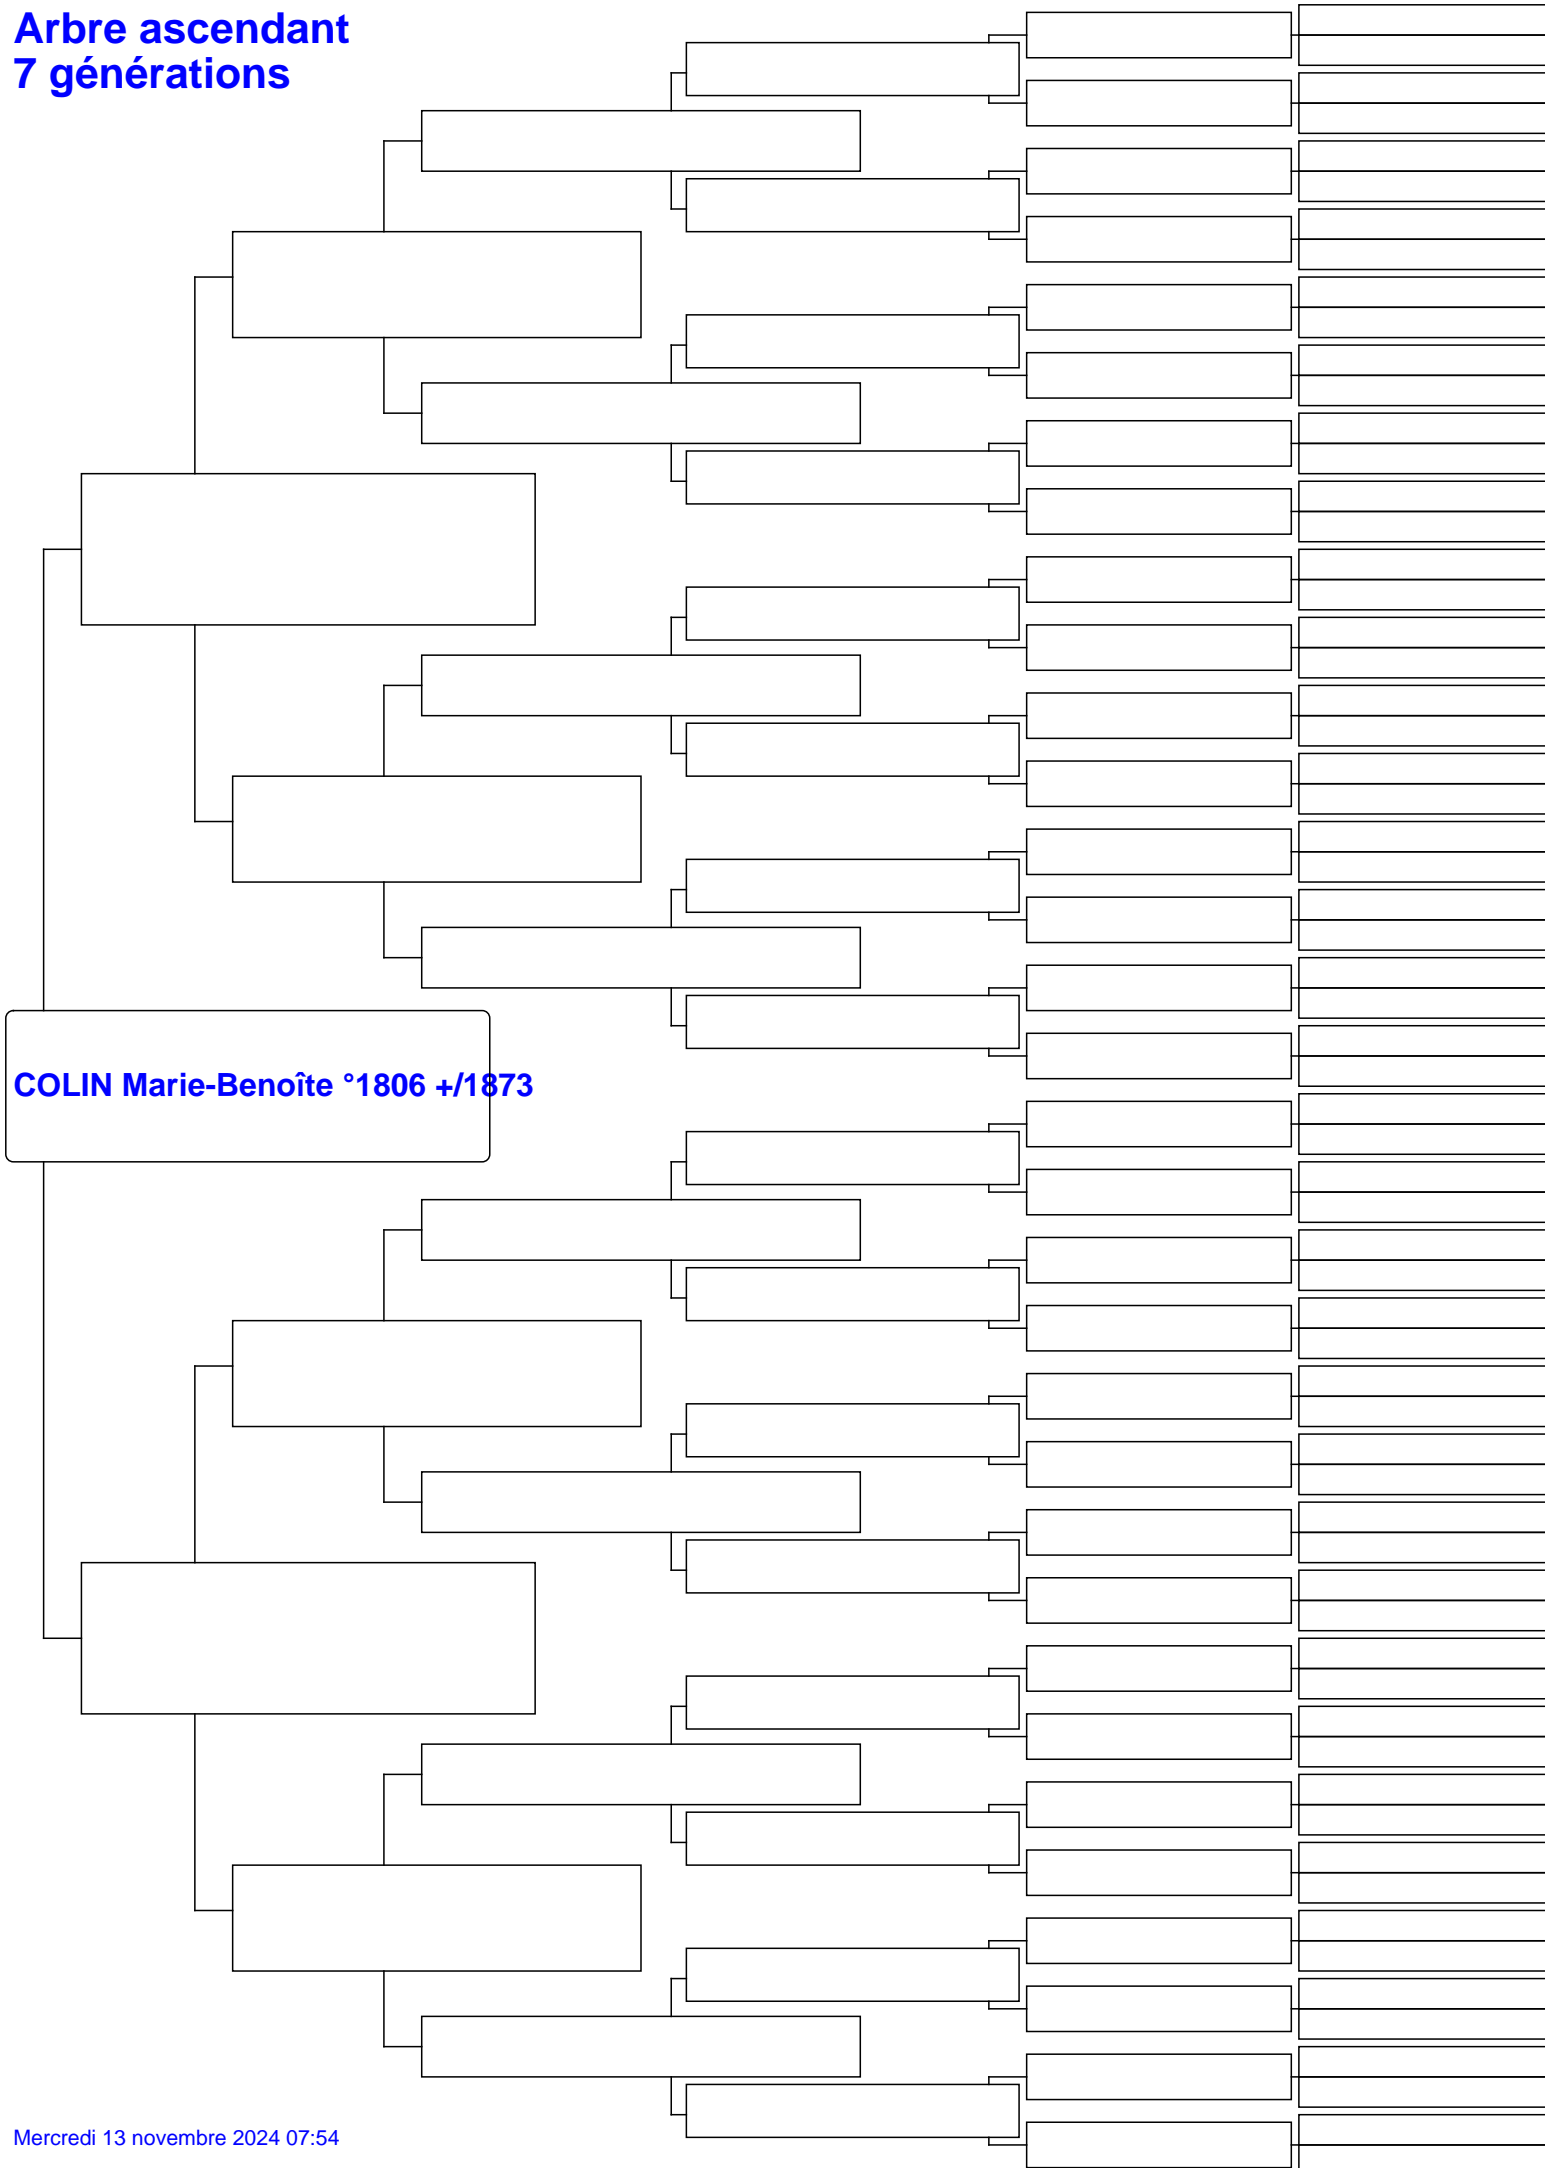 Arbre ascendant
7 générations
COLIN Marie-Benoîte °1806 +/1873
Mercredi 13 novembre 2024 07:54